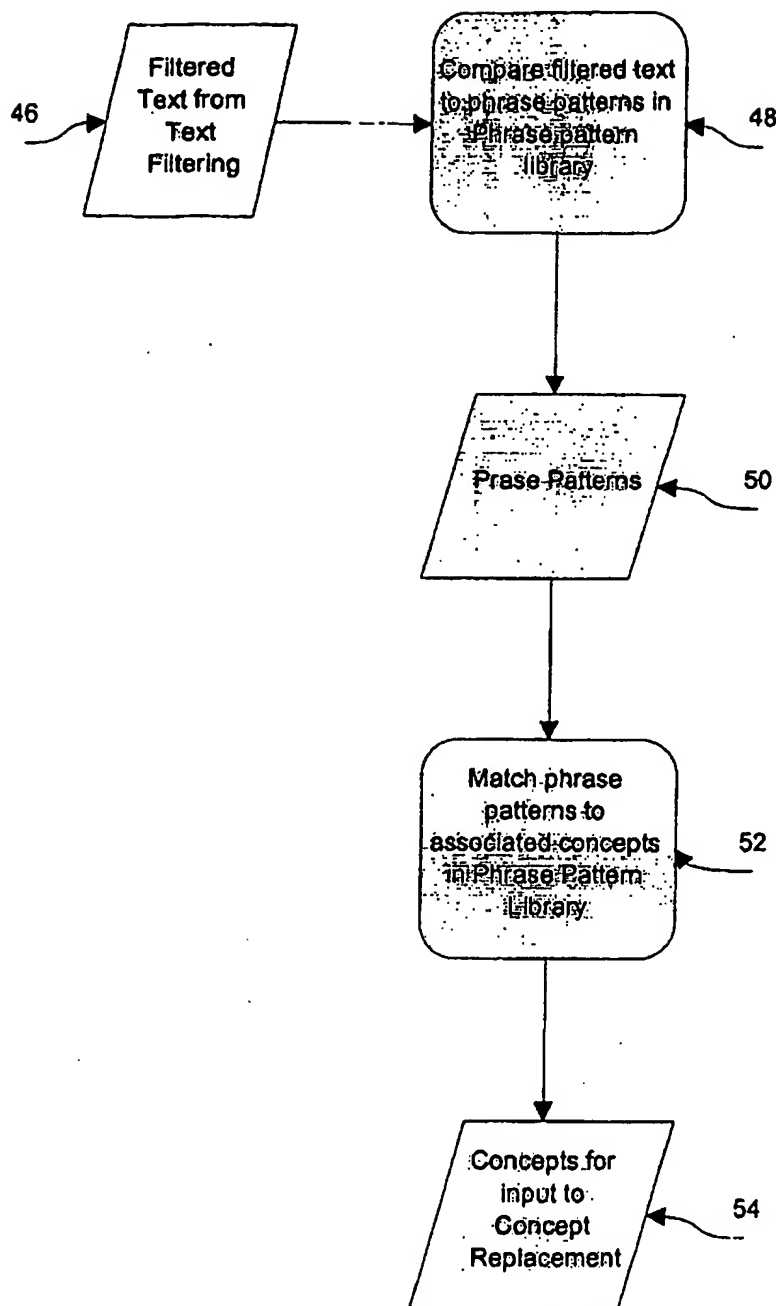 Filtered
Text from
Text
Filtering
46
Compare filtered text
to phrase patterns in
Phrase pattern
library
48
Prase Patterns
50
Match phrase
patterns to
associated concepts
in Phrase Pattern
Library
52
Concepts for
input to
Concept
Replacement
54